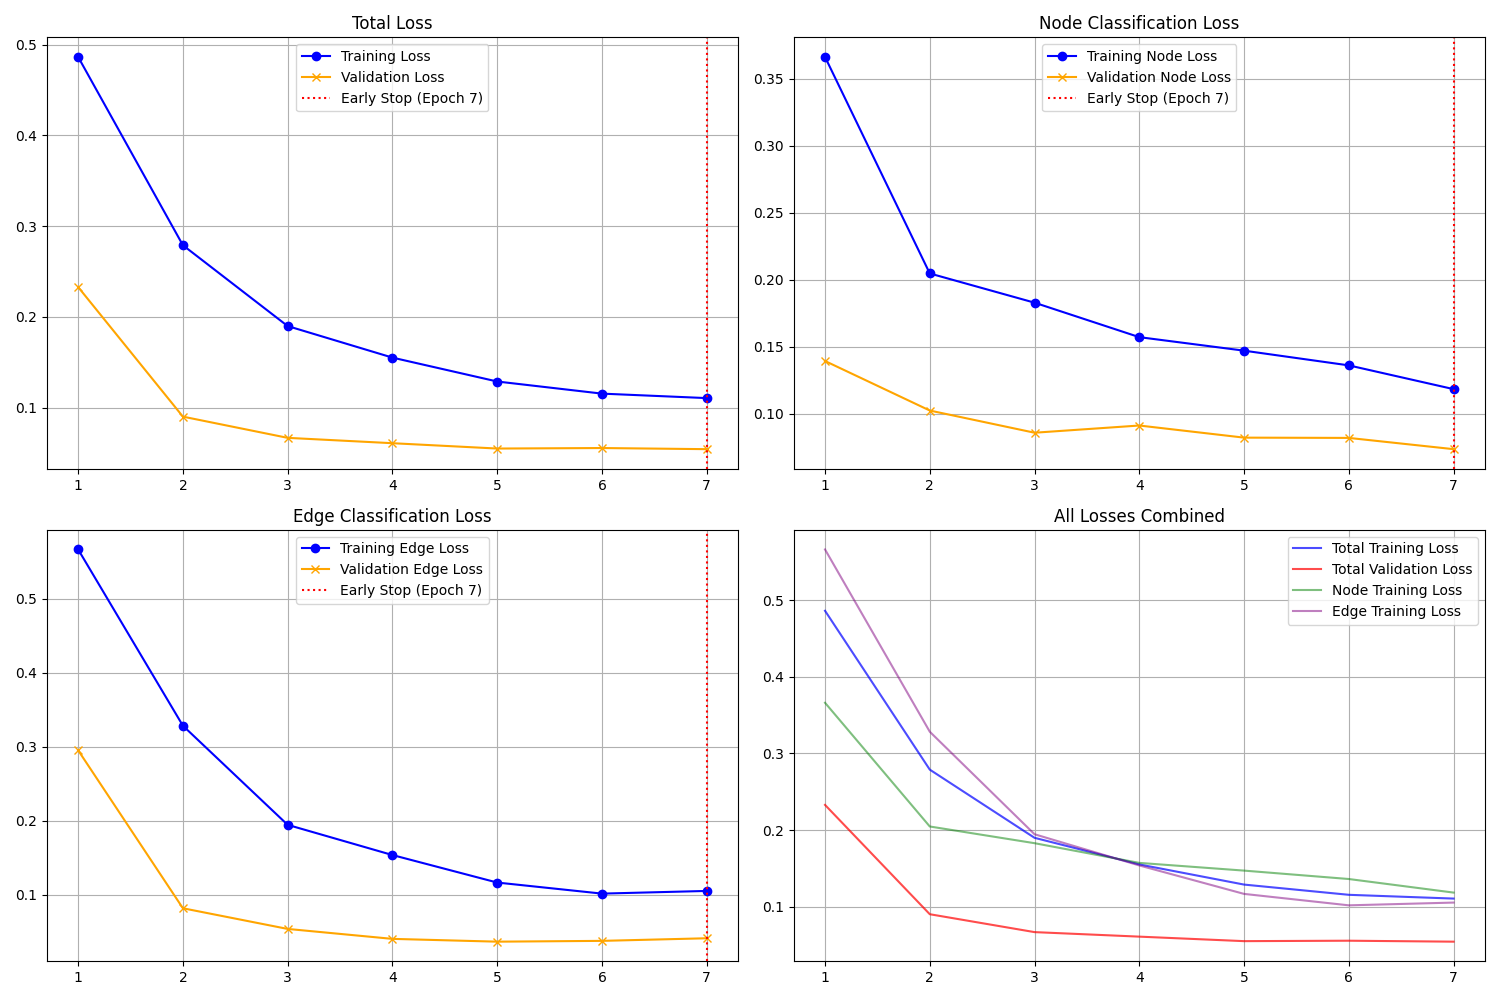 Total Loss
0.5
0.4
0.3
0.2
0.1
Training Loss
Validation Loss
Early Stop (Epoch 7)
1 2 3 4 5 6 7
Node Classification Loss
0.35
0.30
0.25
0.20
0.15
0.10
Training Node Loss
Validation Node Loss
Early Stop (Epoch 7)
1 2 3 4 5 6 7
Edge Classification Loss
0.5
0.4
0.3
0.2
0.1
Training Edge Loss
Validation Edge Loss
Early Stop (Epoch 7)
1 2 3 4 5 6 7
All Losses Combined
0.5
0.4
0.3
0.2
0.1
Total Training Loss
Total Validation Loss
Node Training Loss
Edge Training Loss
1 2 3 4 5 6 7